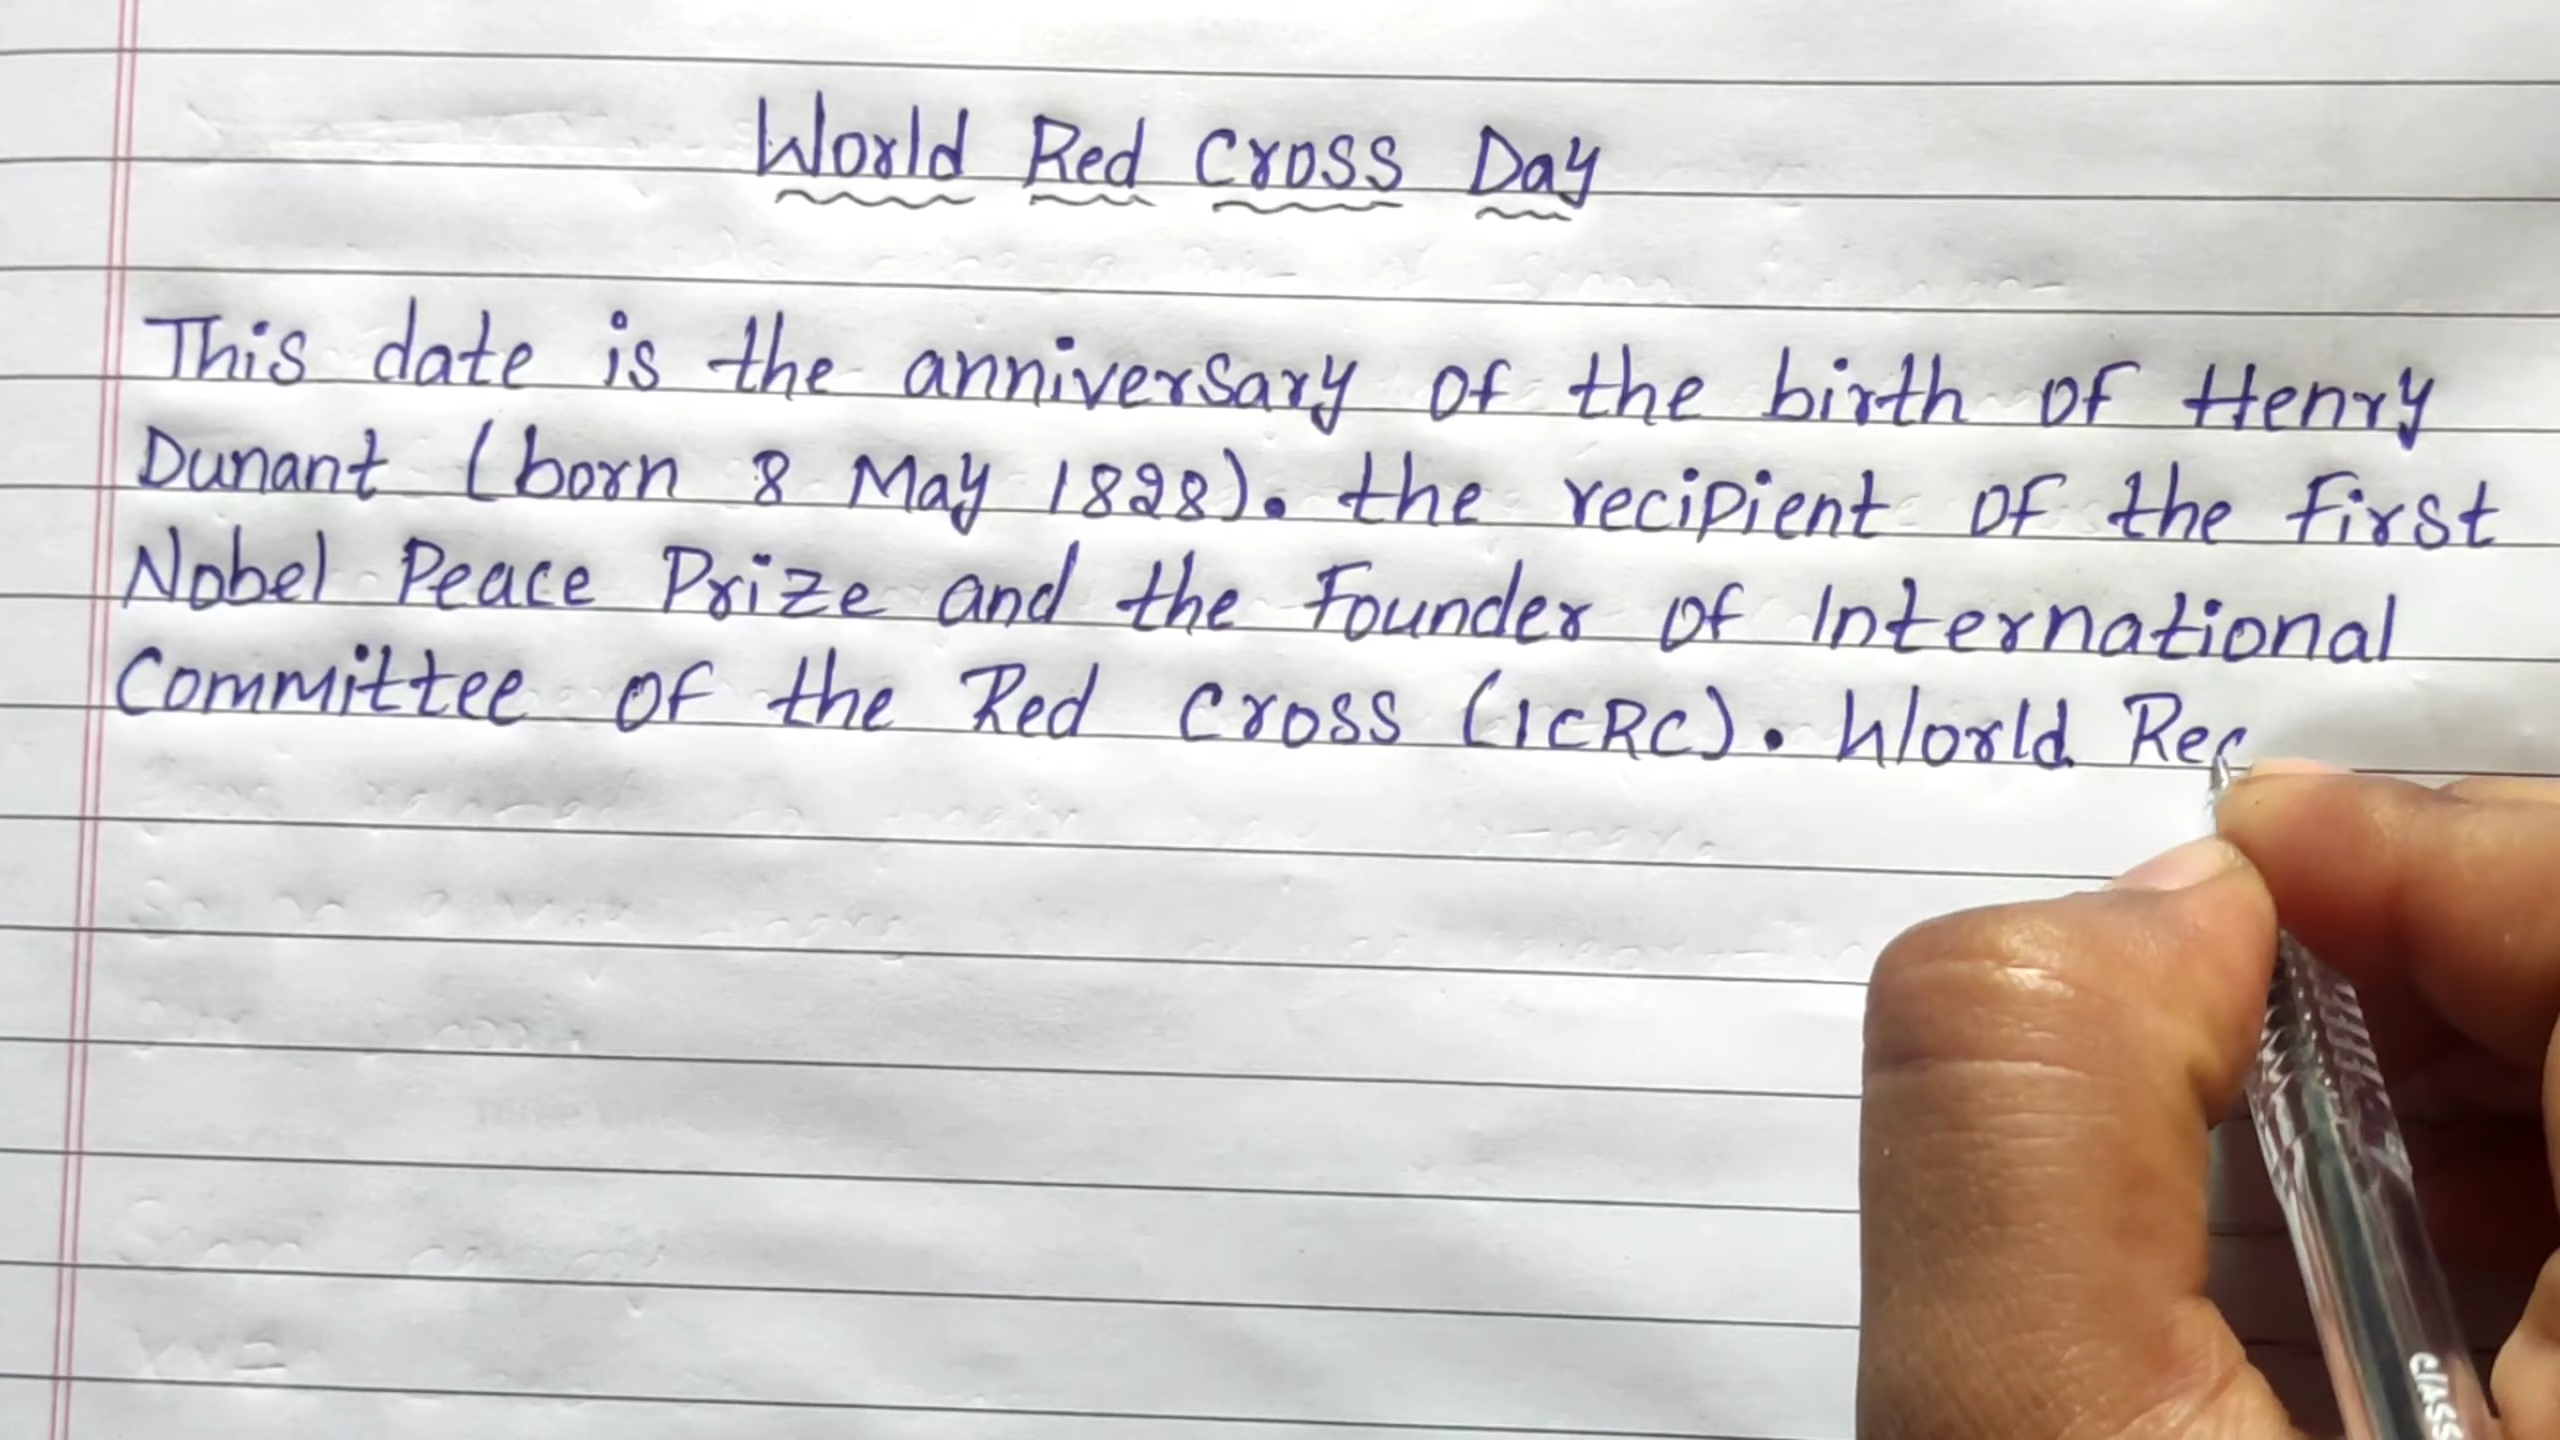 World Red Cross Day
This date is the anniversary of the birth of Henry
Dunant (born 8 May 1828). the recipient of the first
Nobel Peace Prize and the Founder of International
Committee of the Red Cross (ICRC). World Rec
CLASS